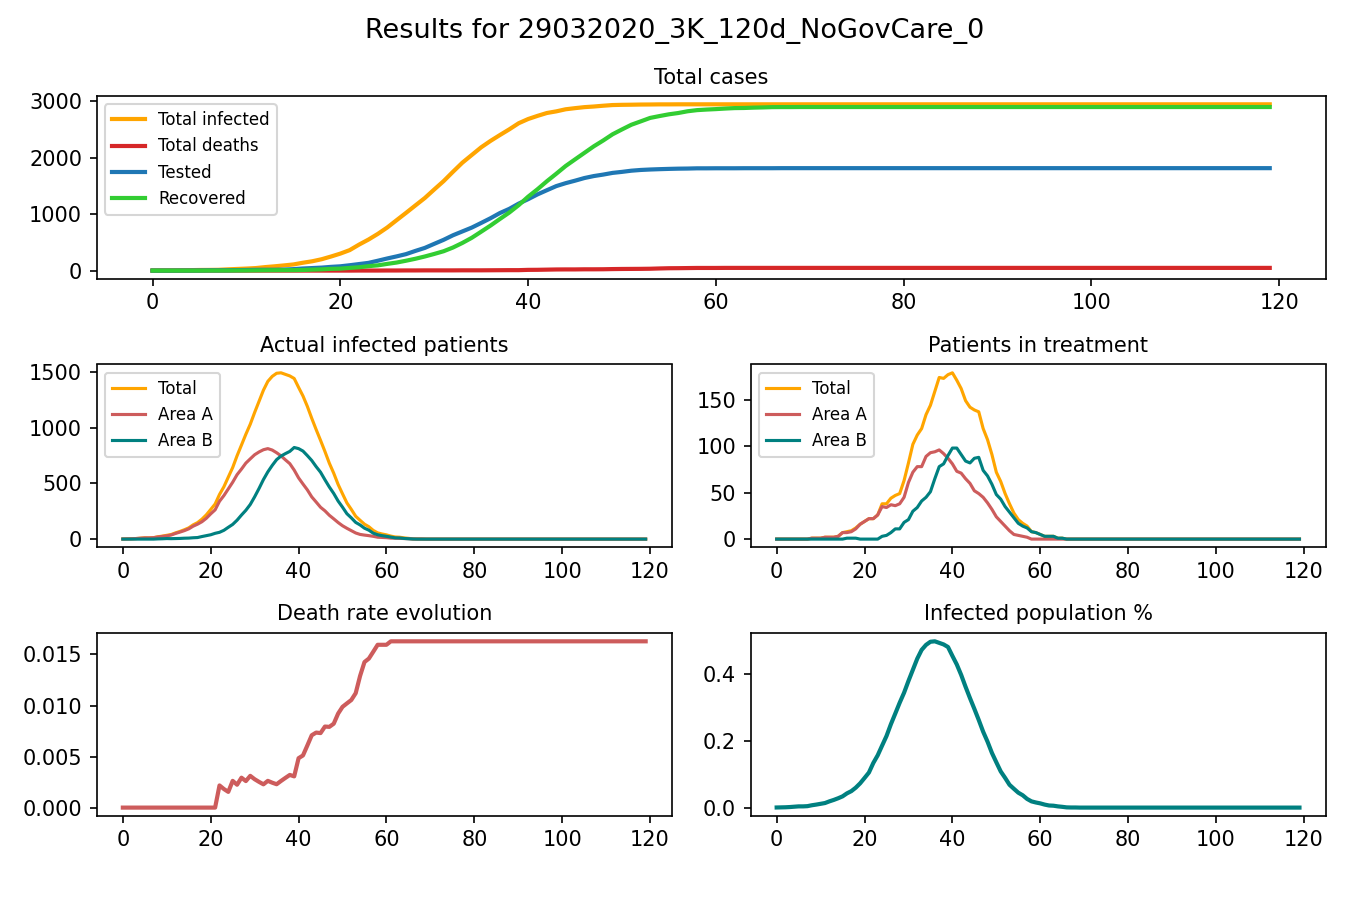 Results for 29032020_3K_120d_NoGovCare_0
Total cases
3000
2000
1000
0
Total infected
Total deaths
Tested
Recovered
0 20 40 60 80 100 120
Actual infected patients
1500
1000
500
0
Total
Area A
Area B
0 20 40 60 80 100 120
Patients in treatment
150
100
50
0
Total
Area A
Area B
0 20 40 60 80 100 120
Death rate evolution
0.015
0.010
0.005
0.000
0 20 40 60 80 100 120
Infected population %
0.4
0.2
0.0
0 20 40 60 80 100 120